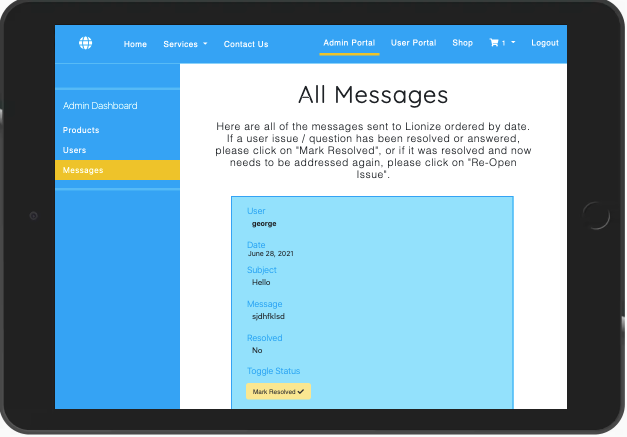 Home Services Contact Us Admin Portal User Portal Shop 1 Logout
Admin Dashboard
Products
Users
Messages
All Messages
Here are all of the messages sent to Lionize ordered by date.
If a user issue / question has been resolved or answered,
please click on "Mark Resolved", or if it was resolved and now
needs to be addressed again, please click on "Re-Open
Issue".
User
george
Date
June 28, 2021
Subject
Hello
Message
sjdhfklsd
Resolved
No
Toggle Status
Mark Resolved